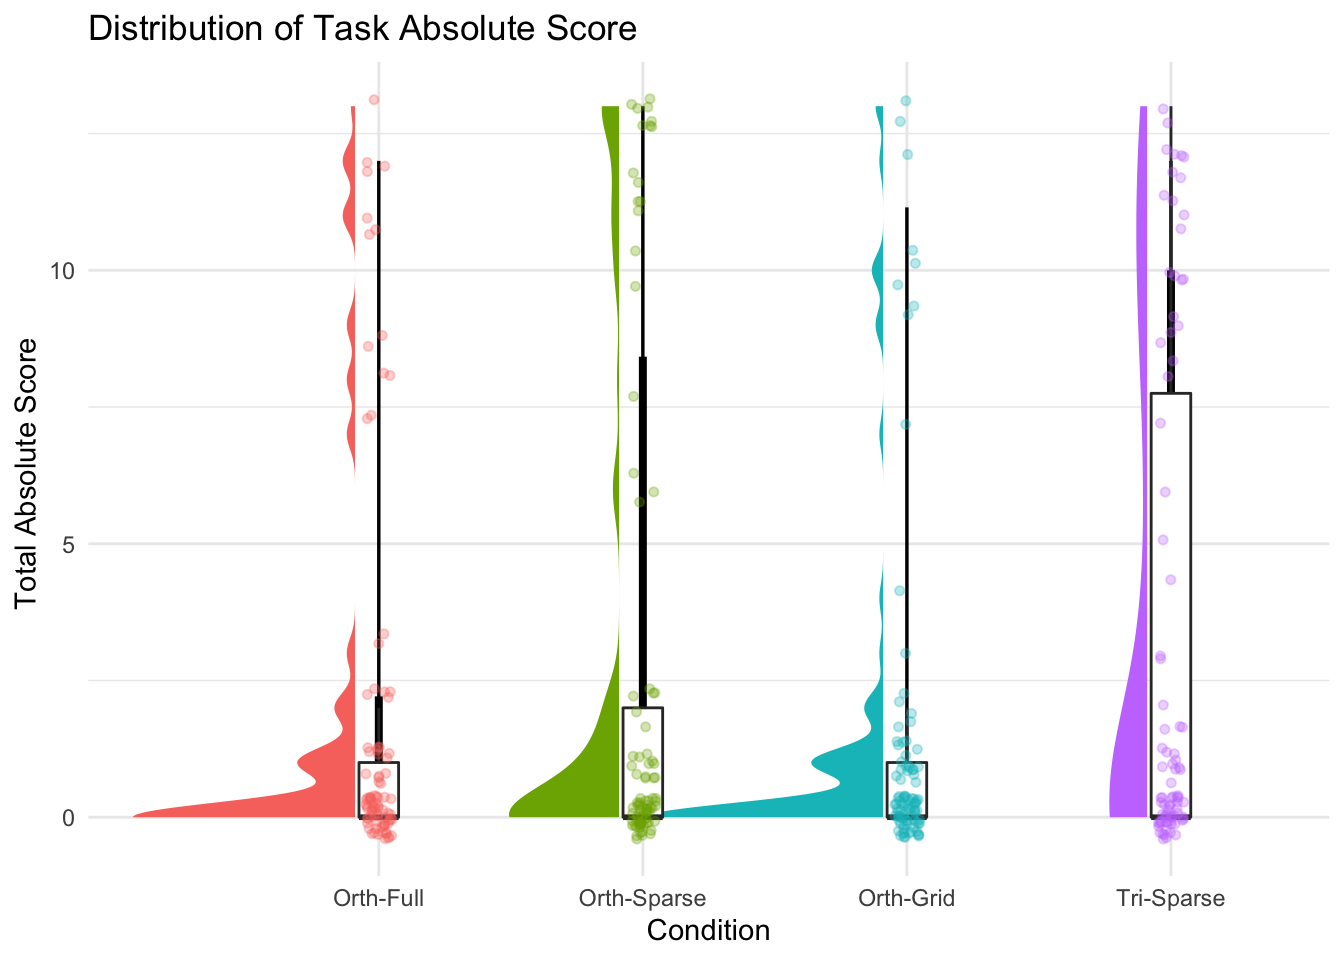 Distribution of Task Absolute Score
Total Absolute Score
10
5
0
Orth-Full
Orth-Sparse
Orth-Grid
Tri-Sparse
Condition